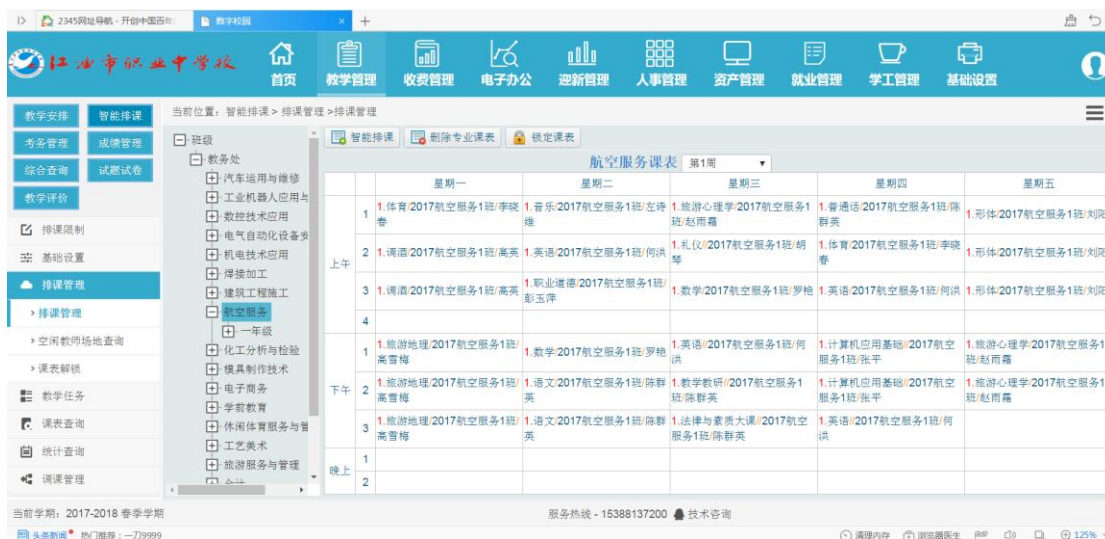 2345网址导航 - 开创中国百年
数字校园
江油市职业中学校
首页
教学管理
收费管理
电子办公
迎新管理
人事管理
资产管理
就业管理
学工管理
基础设置
教学安排
智能排课
考务管理
成绩管理
综合查询
试题试卷
教学评价
排课限制
基础设置
排课管理
>排课管理
>空闲教师场地查询
>课表解锁
教学任务
课表查询
统计查询
调课管理
当前位置：智能排课 > 排课管理 >排课管理
班级
教务处
汽车运用与维修
工业机器人应用与
数控技术应用
电气自动化设备安
机电技术应用
焊接加工
建筑工程施工
航空服务
一年级
化工分析与检验
模具制作技术
电子商务
学前教育
休闲体育服务与管
工艺美术
旅游服务与管理
智能排课 删除专业课表 锁定课表
航空服务课表 第1周
星期一 星期二 星期三 星期四 星期五
上午
1
1.体育/2017航空服务1班/李晓
春
1.音乐/2017航空服务1班/左诗
维
1.旅游心理学/2017航空服务1
班/赵雨霜
1.普通话/2017航空服务1班/陈
群英
1.形体/2017航空服务1班/刘阳
2
1.调酒/2017航空服务1班/高英
1.英语/2017航空服务1班/何洪
1.礼仪//2017航空服务1班/胡
琴
1.体育/2017航空服务1班/李晓
春
1.形体/2017航空服务1班/刘阳
3
1.调酒/2017航空服务1班/高英
1.职业道德/2017航空服务1班/
彭玉萍
1.数学/2017航空服务1班/罗艳
1.英语/2017航空服务1班/何洪
1.形体/2017航空服务1班/刘阳
4
下午
1
1.旅游地理/2017航空服务1班/
高雪梅
1.数学/2017航空服务1班/罗艳
1.英语//2017航空服务1班/何
洪
1.计算机应用基础//2017航空
服务1班/张平
1.旅游心理学/2017航空服务1
班/赵雨霜
2
1.旅游地理/2017航空服务1班/
高雪梅
1.语文/2017航空服务1班/陈群
英
1.教学教研//2017航空服务1
班/陈群英
1.计算机应用基础//2017航空
服务1班/张平
1.旅游心理学/2017航空服务1
班/赵雨霜
3
1.旅游地理/2017航空服务1班/
高雪梅
1.语文/2017航空服务1班/陈群
英
1.法律与素质大课//2017航空
服务1班/陈群英
1.英语//2017航空服务1班/何
洪
晚上
1
2
当前学期：2017-2018 春季学期
服务热线 - 15388137200 技术咨询
头条新闻 热门推荐：一刀9999
清理内存 浏览器医生 125%